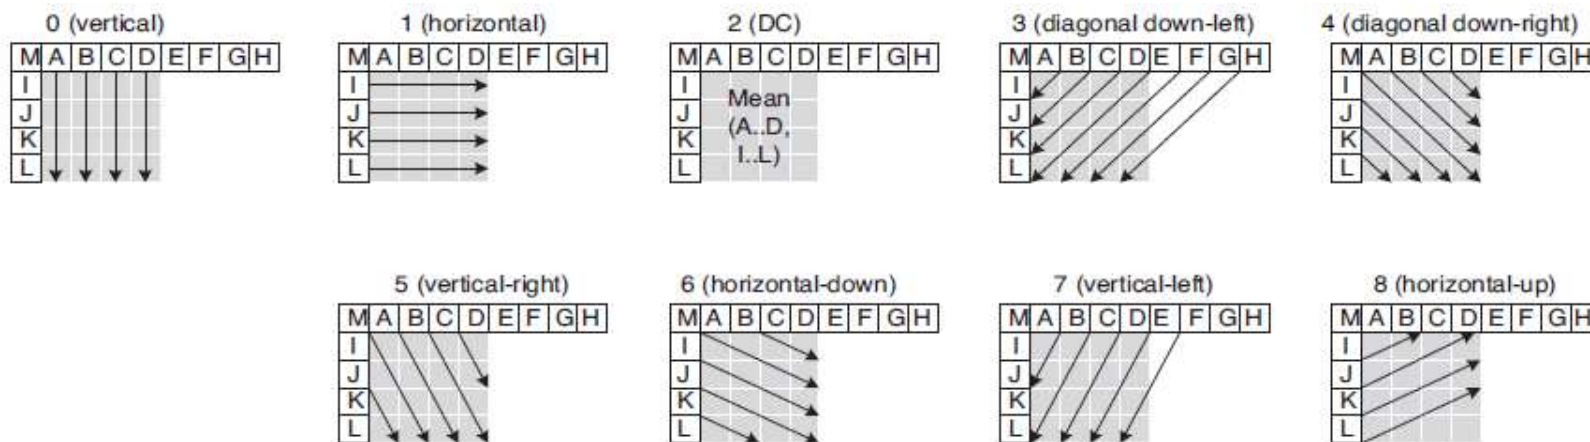 0 (vertical) 1 (horizontal) 2 (DC) 3 (diagonal down-left) 4 (diagonal down-right)
M A B C D E F G H M A B C D E F G H M A B C D E F G H M A B C D E F G H M A B C D E F G H
I I I I I
Mean
J J J J J
(A..D,
K K K K K
I..L)
L L L L L
5 (vertical-right) 6 (horizontal-down) 7 (vertical-left) 8 (horizontal-up)
M A B C D E F G H M A B C D E F G H M A B C D E F G H M A B C D E F G H
I I I I
J J J J
K K K K
L L L L